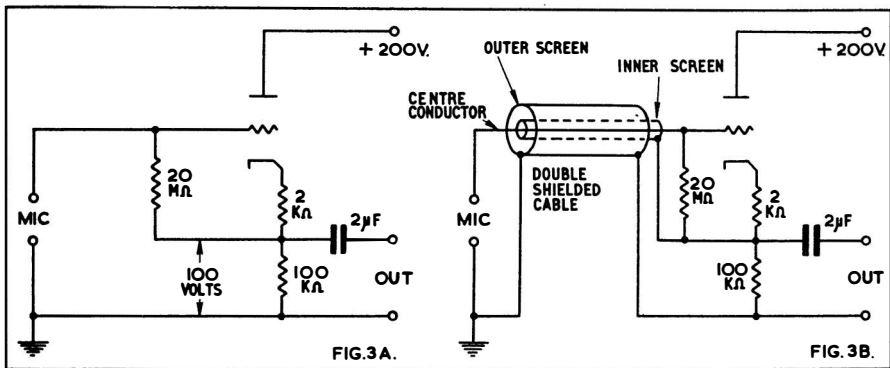 + 200V.
20
MΩ
2
KΩ
2µF
MIC
100
VOLTS
100
KΩ
OUT
FIG.3A.
OUTER SCREEN
INNER SCREEN
+ 200V.
CENTRE
CONDUCTOR
DOUBLE
SHIELDED
CABLE
20
MΩ
2
KΩ
2µF
MIC
100
KΩ
OUT
FIG.3B.